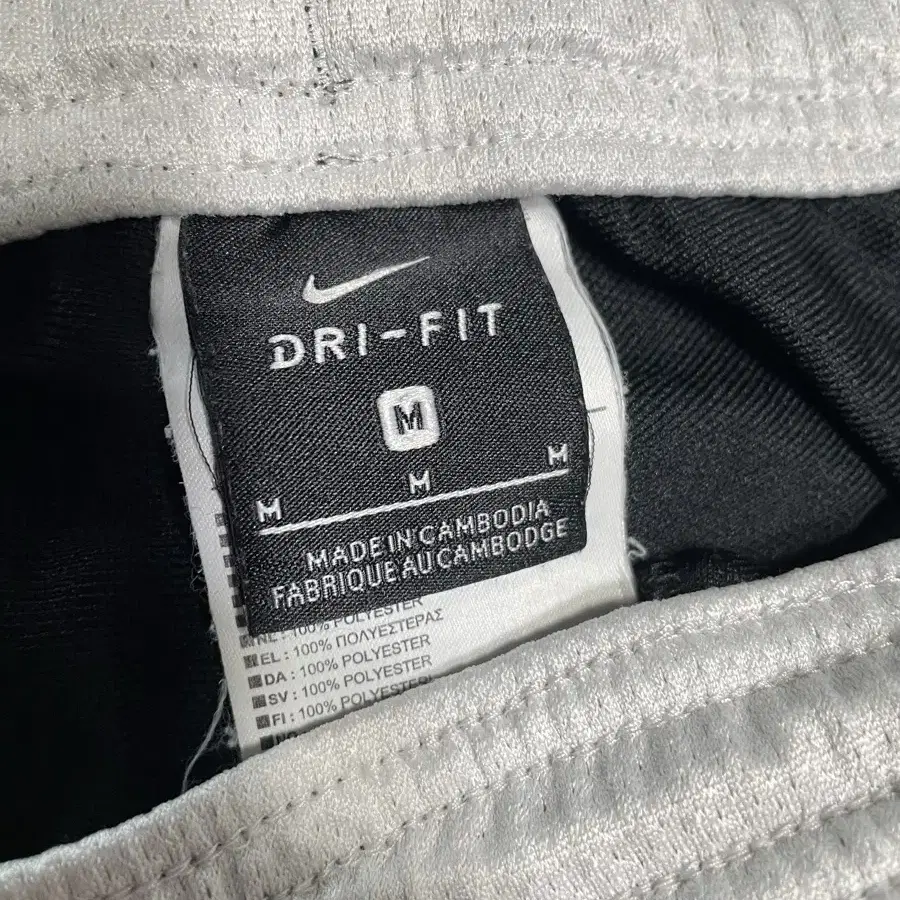 DRI-FIT
M
M M M
MADE IN CAMBODIA
FABRIQUE AU CAMBODGE
NL : 100% POLYESTER
EL : 100% ΠΟΛΥΕΣΤΕΡΑΣ
DA : 100% POLYESTER
SV : 100% POLYESTER
FI : 100% POLYESTERI